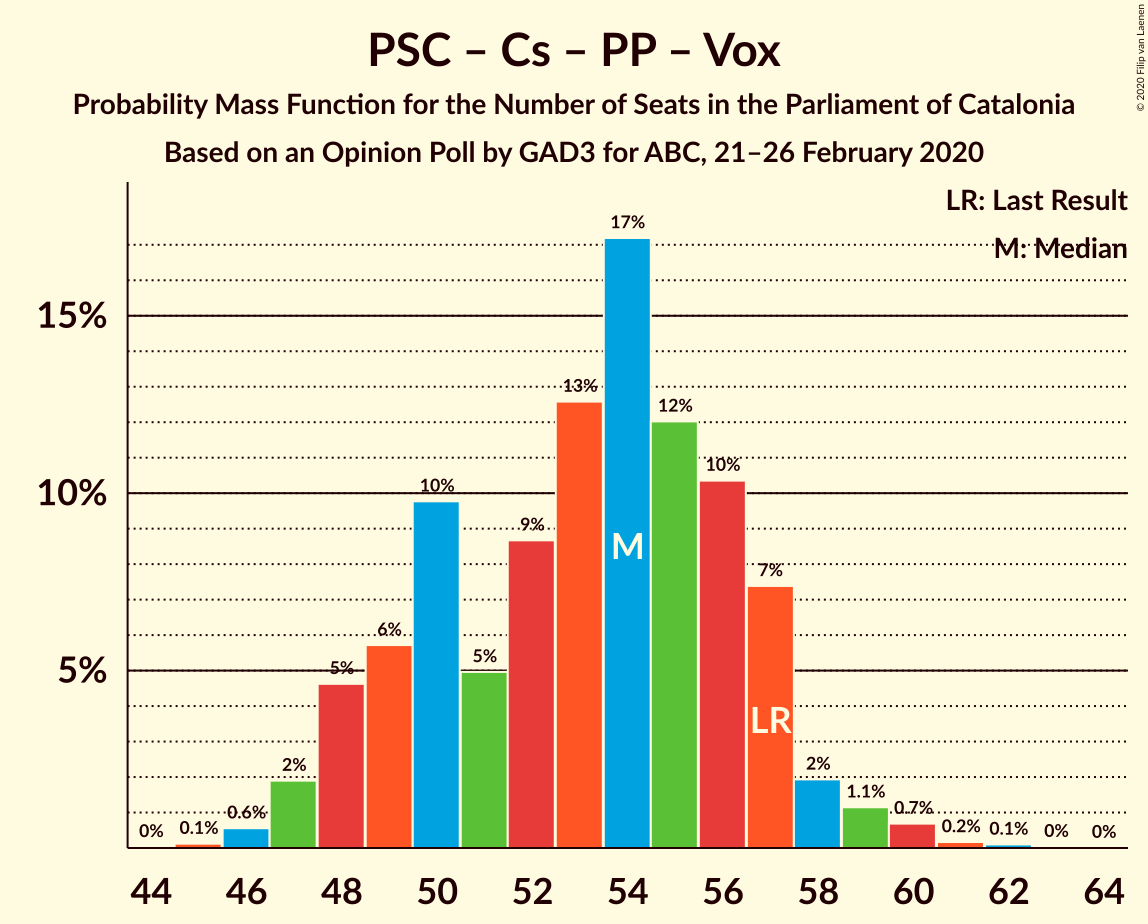 PSC – Cs – PP – Vox
Probability Mass Function for the Number of Seats in the Parliament of Catalonia
Based on an Opinion Poll by GAD3 for ABC, 21–26 February 2020
© 2020 Filip van Laenen
LR: Last Result
M: Median
15%
10%
5%
0%
0.1%
0.6%
2%
5%
6%
10%
5%
9%
13%
17%
12%
10%
7%
2%
1.1%
0.7%
0.2%
0.1%
0%
0%
M
LR
44 46 48 50 52 54 56 58 60 62 64